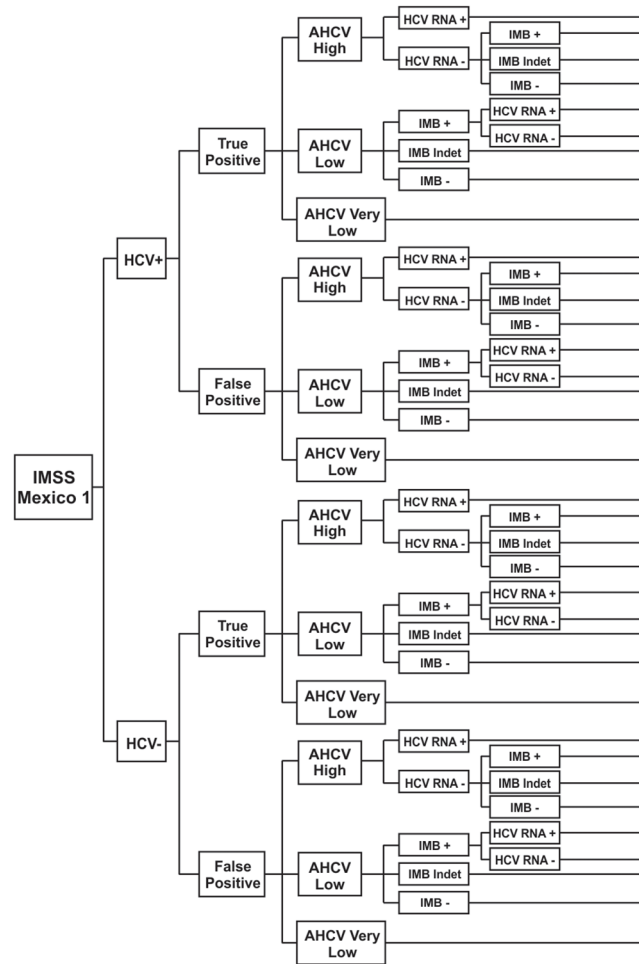 IMSS
Mexico 1
HCV+
True
Positive
AHCV
High
HCV RNA +
HCV RNA -
IMB +
IMB Indet
IMB -
AHCV
Low
IMB +
HCV RNA +
HCV RNA -
IMB Indet
IMB -
AHCV Very
Low
False
Positive
AHCV
High
HCV RNA +
HCV RNA -
IMB +
IMB Indet
IMB -
AHCV
Low
IMB +
HCV RNA +
HCV RNA -
IMB Indet
IMB -
AHCV Very
Low
HCV-
True
Positive
AHCV
High
HCV RNA +
HCV RNA -
IMB +
IMB Indet
IMB -
AHCV
Low
IMB +
HCV RNA +
HCV RNA -
IMB Indet
IMB -
AHCV Very
Low
False
Positive
AHCV
High
HCV RNA +
HCV RNA -
IMB +
IMB Indet
IMB -
AHCV
Low
IMB +
HCV RNA +
HCV RNA -
IMB Indet
IMB -
AHCV Very
Low